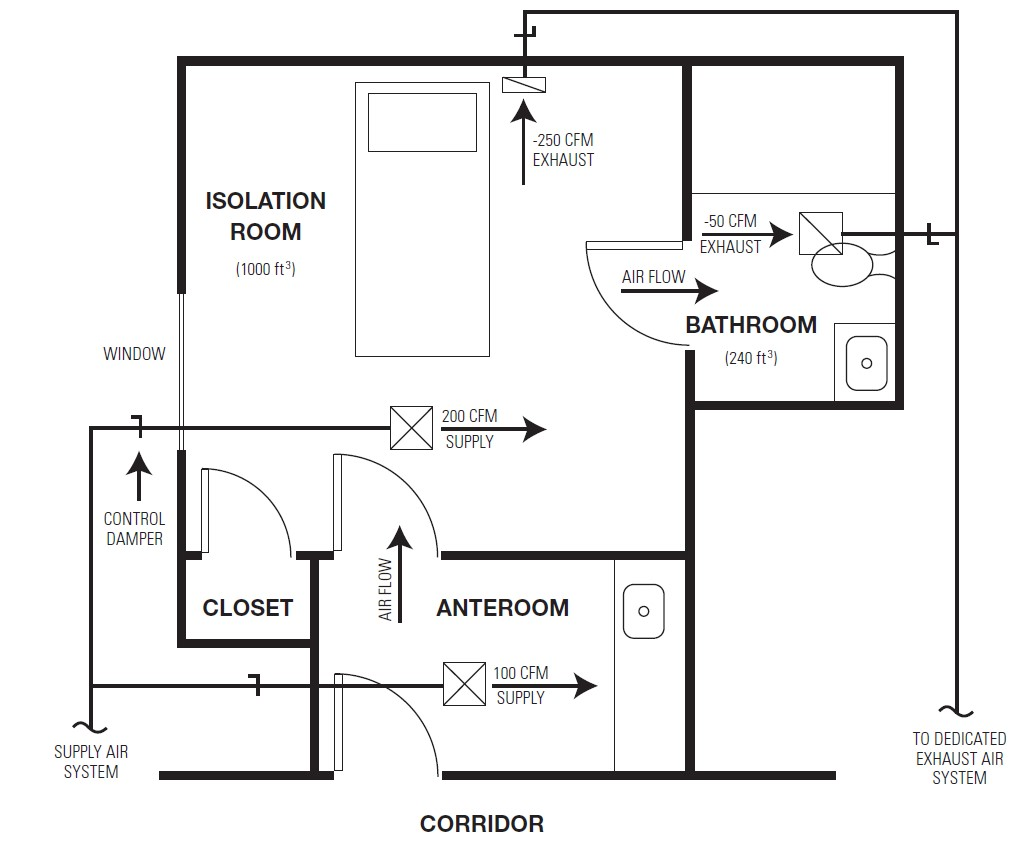 -250 CFM
EXHAUST
ISOLATION
ROOM
(1000 ft³)
-50 CFM
EXHAUST
AIR FLOW
BATHROOM
(240 ft³)
WINDOW
200 CFM
SUPPLY
CONTROL
DAMPER
AIR FLOW
CLOSET
ANTEROOM
100 CFM
SUPPLY
SUPPLY AIR
SYSTEM
TO DEDICATED
EXHAUST AIR
SYSTEM
CORRIDOR